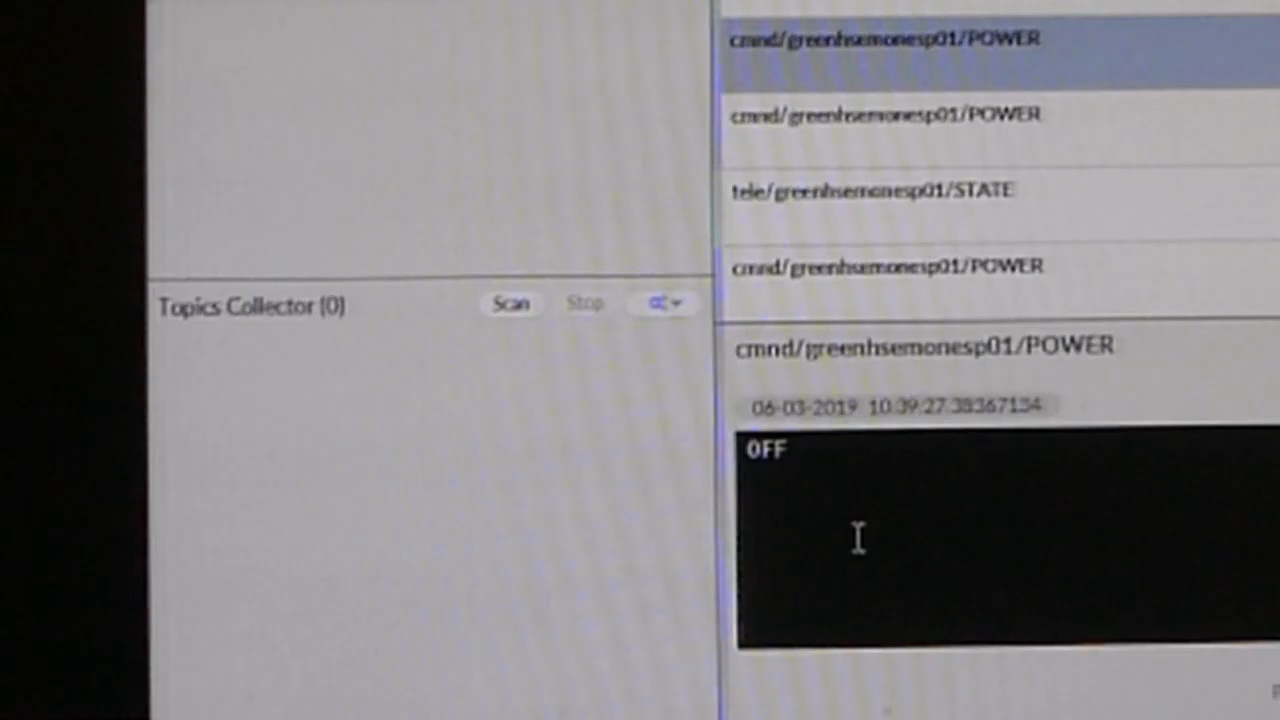 cmnd/greenhsemonesp01/POWER
cmnd/greenhsemonesp01/POWER
tele/greenhsemonesp01/STATE
cmnd/greenhsemonesp01/POWER
Topics Collector (0)
Scan
Stop
cmnd/greenhsemonesp01/POWER
06-03-2019 10:39:27.38367134
OFF